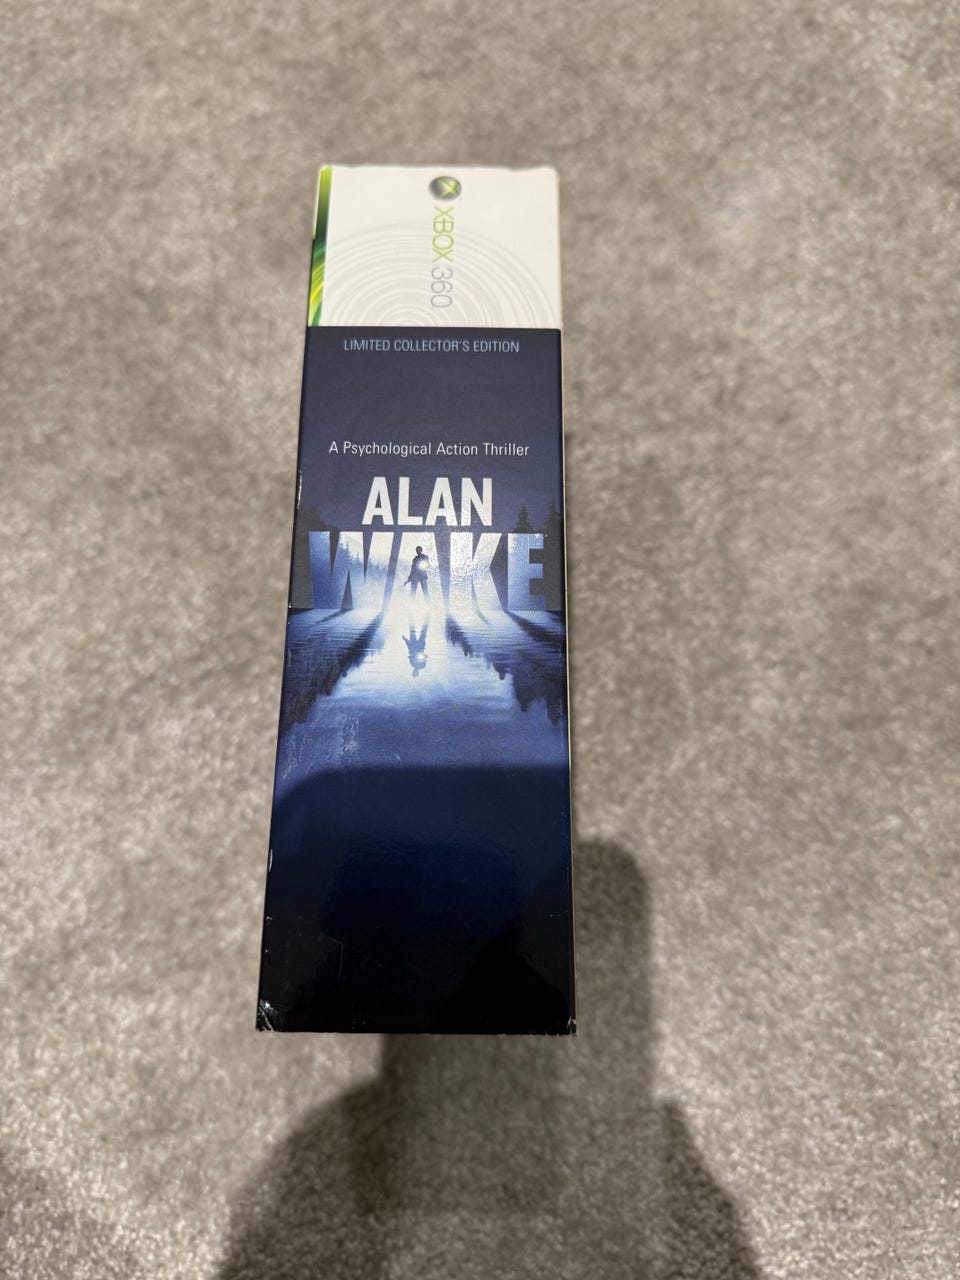 XBOX 360
LIMITED COLLECTOR'S EDITION
A Psychological Action Thriller
ALAN
WAKE